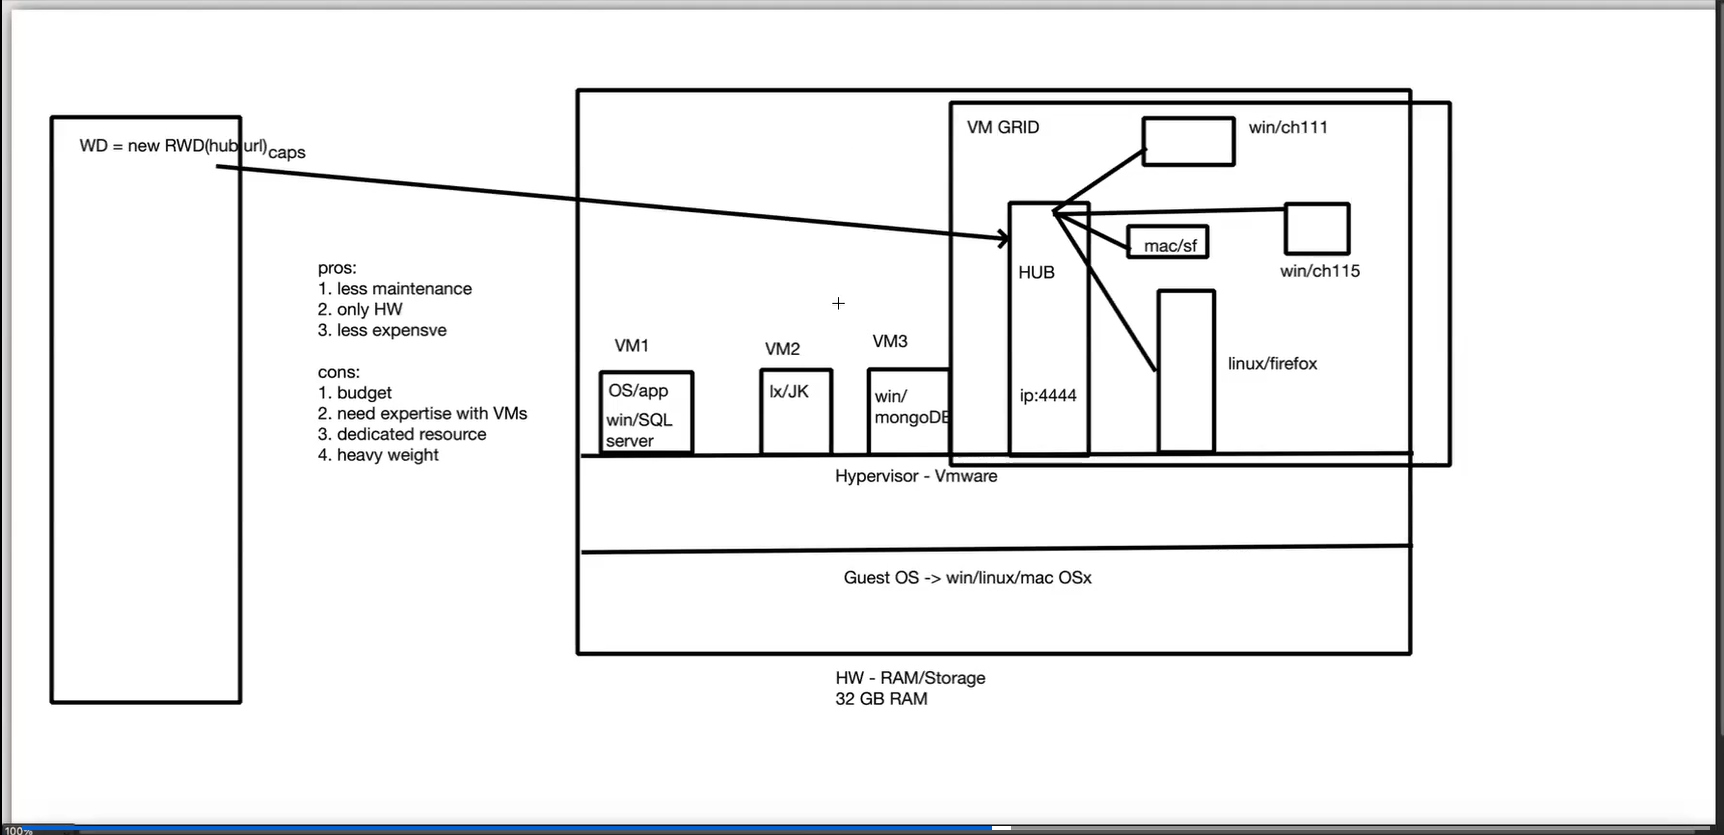 WD = new RWD(hub url)
caps
pros:
1. less maintenance
2. only HW
3. less expensve
cons:
1. budget
2. need expertise with VMs
3. dedicated resource
4. heavy weight
VM1
OS/app
win/SQL
server
VM2
lx/JK
VM3
win/
mongoDB
VM GRID
HUB
ip:4444
win/ch111
mac/sf
win/ch115
linux/firefox
Hypervisor - Vmware
Guest OS -> win/linux/mac OSx
HW - RAM/Storage
32 GB RAM
100%